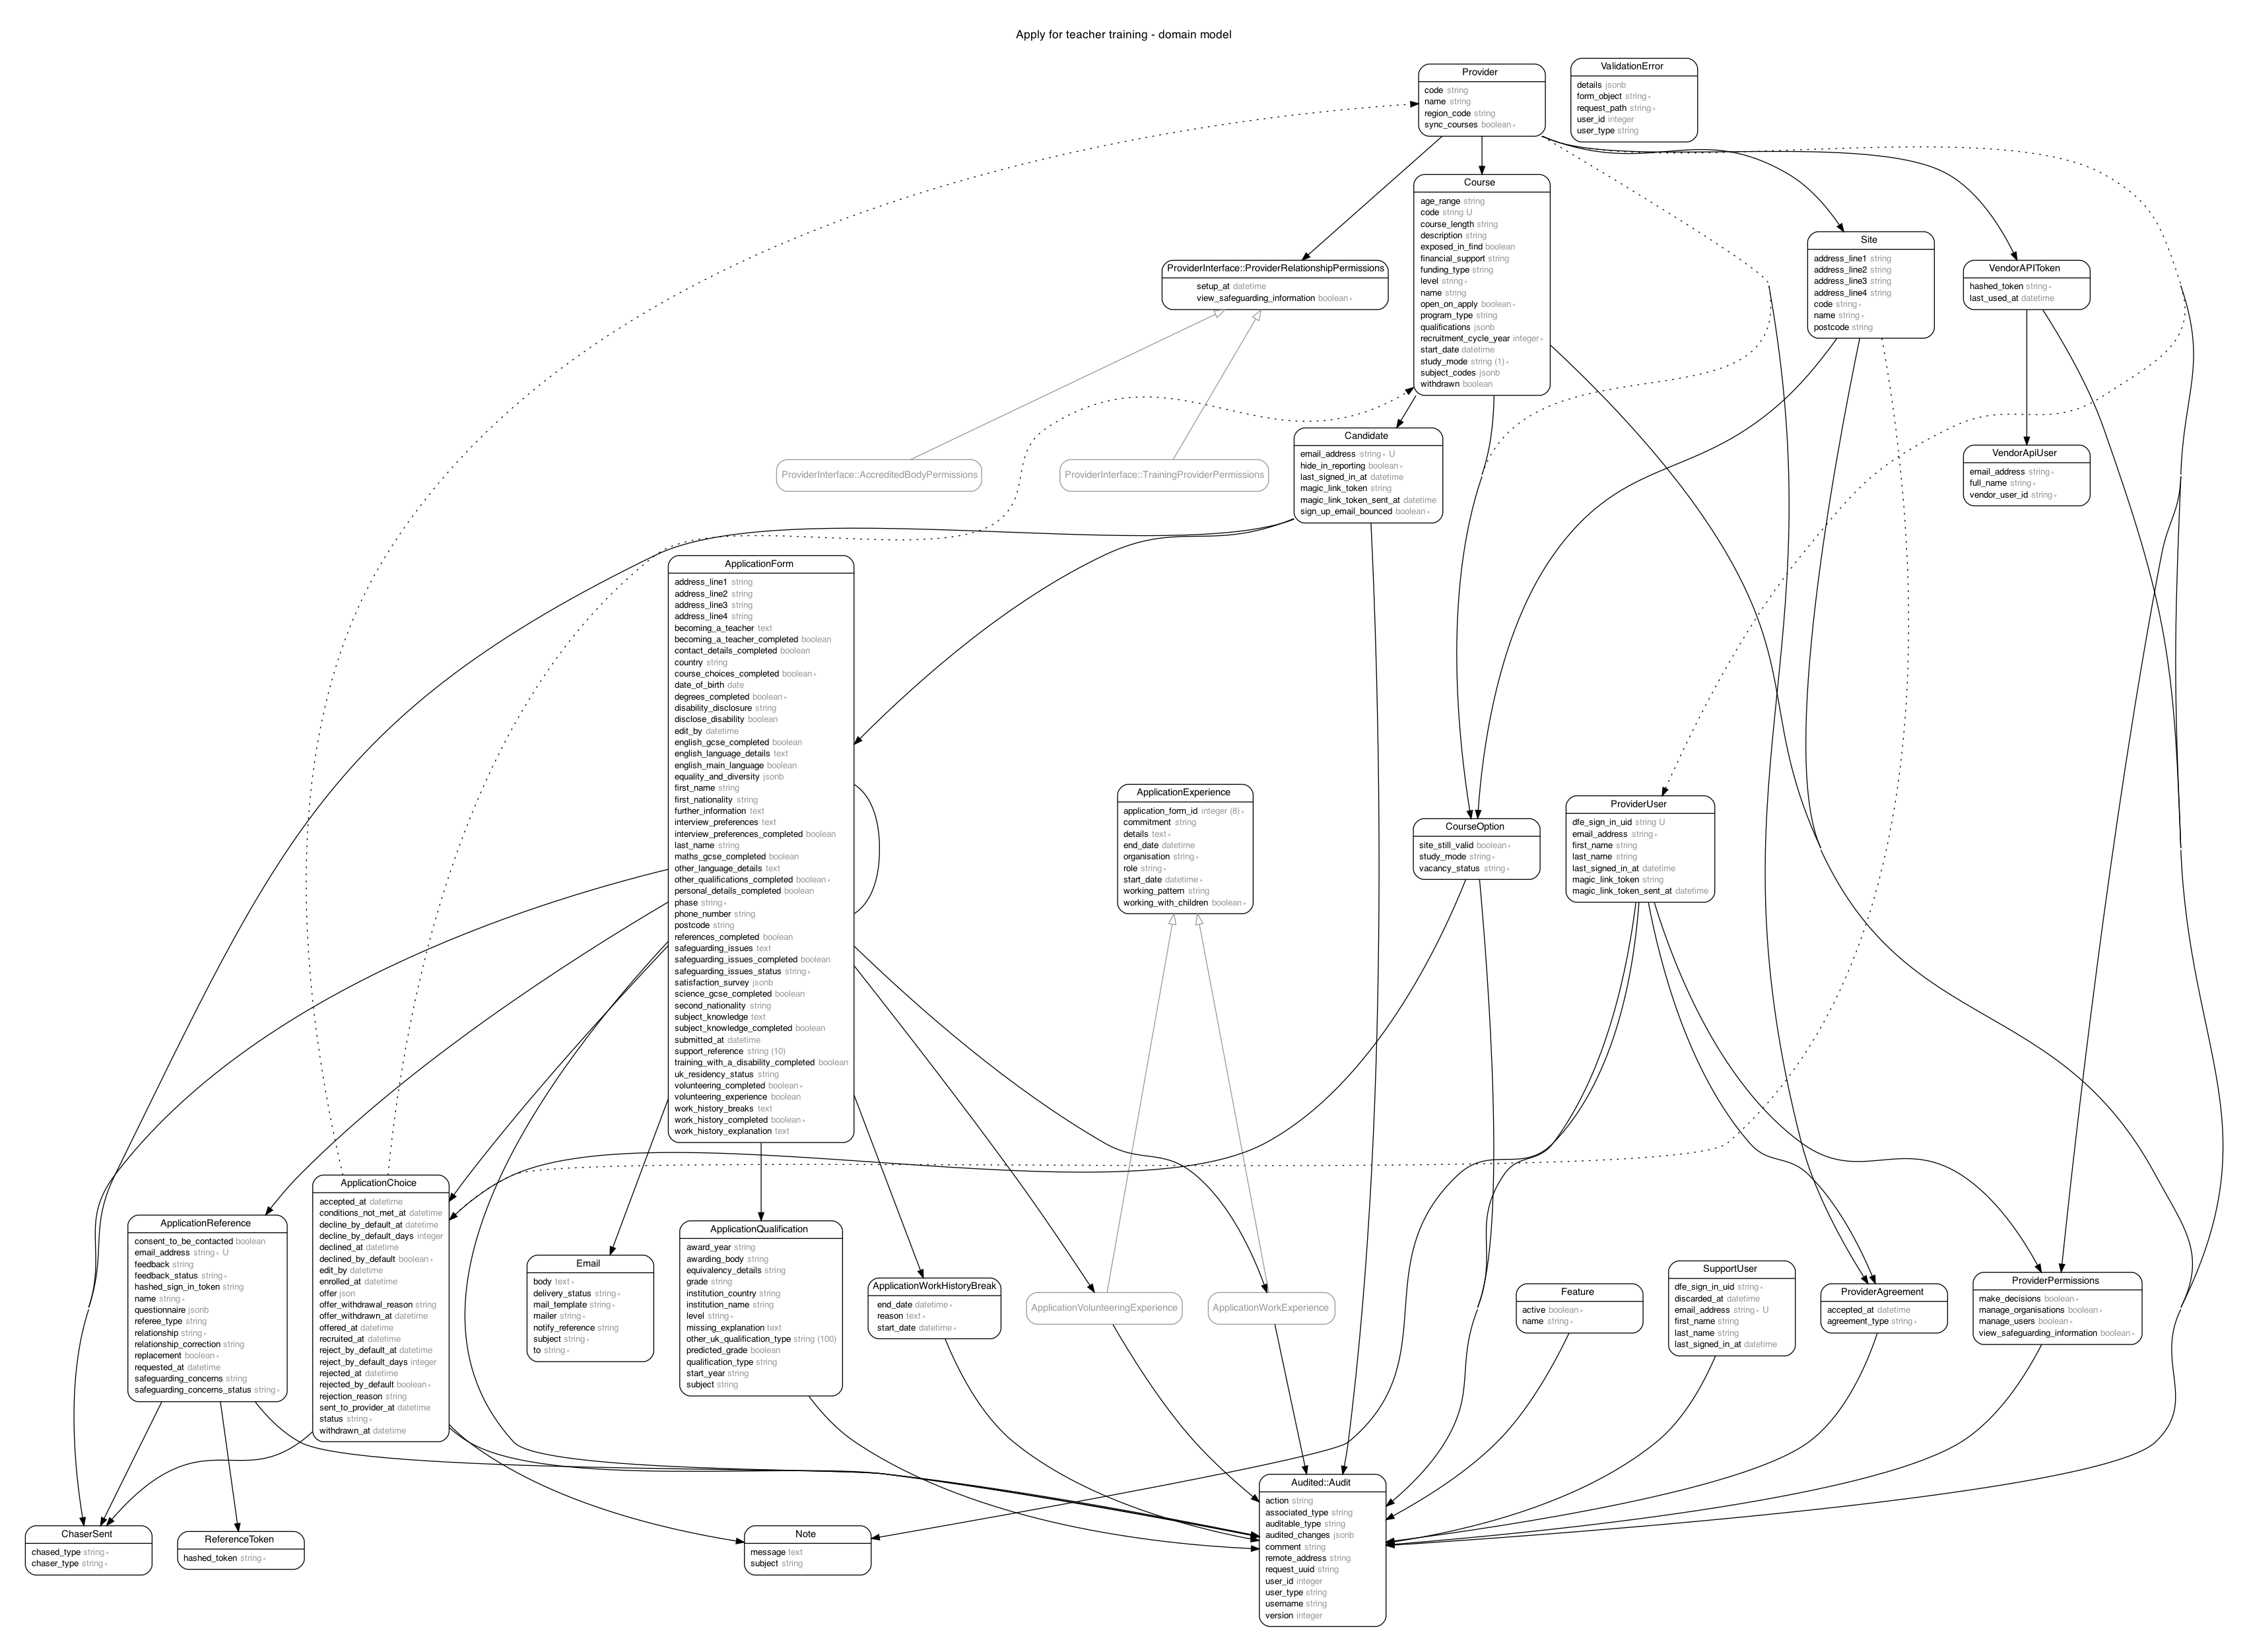 Apply for teacher training - domain model
Provider
code string
name string
region_code string
sync_courses boolean *
ValidationError
details jsonb
form_object string *
request_path string *
user_id integer
user_type string
Course
age_range string
code string U
course_length string
description string
exposed_in_find boolean
financial_support string
funding_type string
level string *
name string
open_on_apply boolean *
program_type string
qualifications jsonb
recruitment_cycle_year integer *
start_date datetime
study_mode string (1) *
subject_codes jsonb
withdrawn boolean
Site
address_line1 string
address_line2 string
address_line3 string
address_line4 string
code string *
name string *
postcode string
ProviderInterface::ProviderRelationshipPermissions
setup_at datetime
view_safeguarding_information boolean *
VendorAPIToken
hashed_token string *
last_used_at datetime
Candidate
email_address string * U
hide_in_reporting boolean *
last_signed_in_at datetime
magic_link_token string
magic_link_token_sent_at datetime
sign_up_email_bounced boolean *
ProviderInterface::AccreditedBodyPermissions
ProviderInterface::TrainingProviderPermissions
VendorApiUser
email_address string *
full_name string *
vendor_user_id string *
ApplicationForm
address_line1 string
address_line2 string
address_line3 string
address_line4 string
becoming_a_teacher text
becoming_a_teacher_completed boolean
contact_details_completed boolean
country string
course_choices_completed boolean *
date_of_birth date
degrees_completed boolean *
disability_disclosure string
disclose_disability boolean
edit_by datetime
english_gcse_completed boolean
english_language_details text
english_main_language boolean
equality_and_diversity jsonb
first_name string
first_nationality string
further_information text
interview_preferences text
interview_preferences_completed boolean
last_name string
maths_gcse_completed boolean
other_language_details text
other_qualifications_completed boolean *
personal_details_completed boolean
phase string *
phone_number string
postcode string
references_completed boolean
safeguarding_issues text
safeguarding_issues_completed boolean
safeguarding_issues_status string *
satisfaction_survey jsonb
science_gcse_completed boolean
second_nationality string
subject_knowledge text
subject_knowledge_completed boolean
submitted_at datetime
support_reference string (10)
training_with_a_disability_completed boolean
uk_residency_status string
volunteering_completed boolean *
volunteering_experience boolean
work_history_breaks text
work_history_completed boolean *
work_history_explanation text
ApplicationExperience
application_form_id integer (8) *
commitment string
details text *
end_date datetime
organisation string *
role string *
start_date datetime *
working_pattern string
working_with_children boolean *
CourseOption
site_still_valid boolean *
study_mode string *
vacancy_status string *
ProviderUser
dfe_sign_in_uid string U
email_address string *
first_name string
last_name string
last_signed_in_at datetime
magic_link_token string
magic_link_token_sent_at datetime
ApplicationReference
consent_to_be_contacted boolean
email_address string * U
feedback string
feedback_status string *
hashed_sign_in_token string
name string *
questionnaire jsonb
referee_type string
relationship string *
relationship_correction string
replacement boolean *
requested_at datetime
safeguarding_concerns string
safeguarding_concerns_status string *
ApplicationChoice
accepted_at datetime
conditions_not_met_at datetime
decline_by_default_at datetime
decline_by_default_days integer
declined_at datetime
declined_by_default boolean *
edit_by datetime
enrolled_at datetime
offer json
offer_withdrawal_reason string
offer_withdrawn_at datetime
offered_at datetime
recruited_at datetime
reject_by_default_at datetime
reject_by_default_days integer
rejected_at datetime
rejected_by_default boolean *
rejection_reason string
sent_to_provider_at datetime
status string *
withdrawn_at datetime
Email
body text *
delivery_status string *
mail_template string *
mailer string *
notify_reference string
subject string *
to string *
ApplicationQualification
award_year string
awarding_body string
equivalency_details string
grade string
institution_country string
institution_name string
level string *
missing_explanation text
other_uk_qualification_type string (100)
predicted_grade boolean
qualification_type string
start_year string
subject string
ApplicationWorkHistoryBreak
end_date datetime *
reason text *
start_date datetime *
ApplicationVolunteeringExperience
ApplicationWorkExperience
Feature
active boolean *
name string *
SupportUser
dfe_sign_in_uid string *
discarded_at datetime
email_address string * U
first_name string
last_name string
last_signed_in_at datetime
ProviderAgreement
accepted_at datetime
agreement_type string *
ProviderPermissions
make_decisions boolean *
manage_organisations boolean *
manage_users boolean *
view_safeguarding_information boolean *
ChaserSent
chased_type string *
chaser_type string *
ReferenceToken
hashed_token string *
Note
message text
subject string
Audited::Audit
action string
associated_type string
auditable_type string
audited_changes jsonb
comment string
remote_address string
request_uuid string
user_id integer
user_type string
username string
version integer